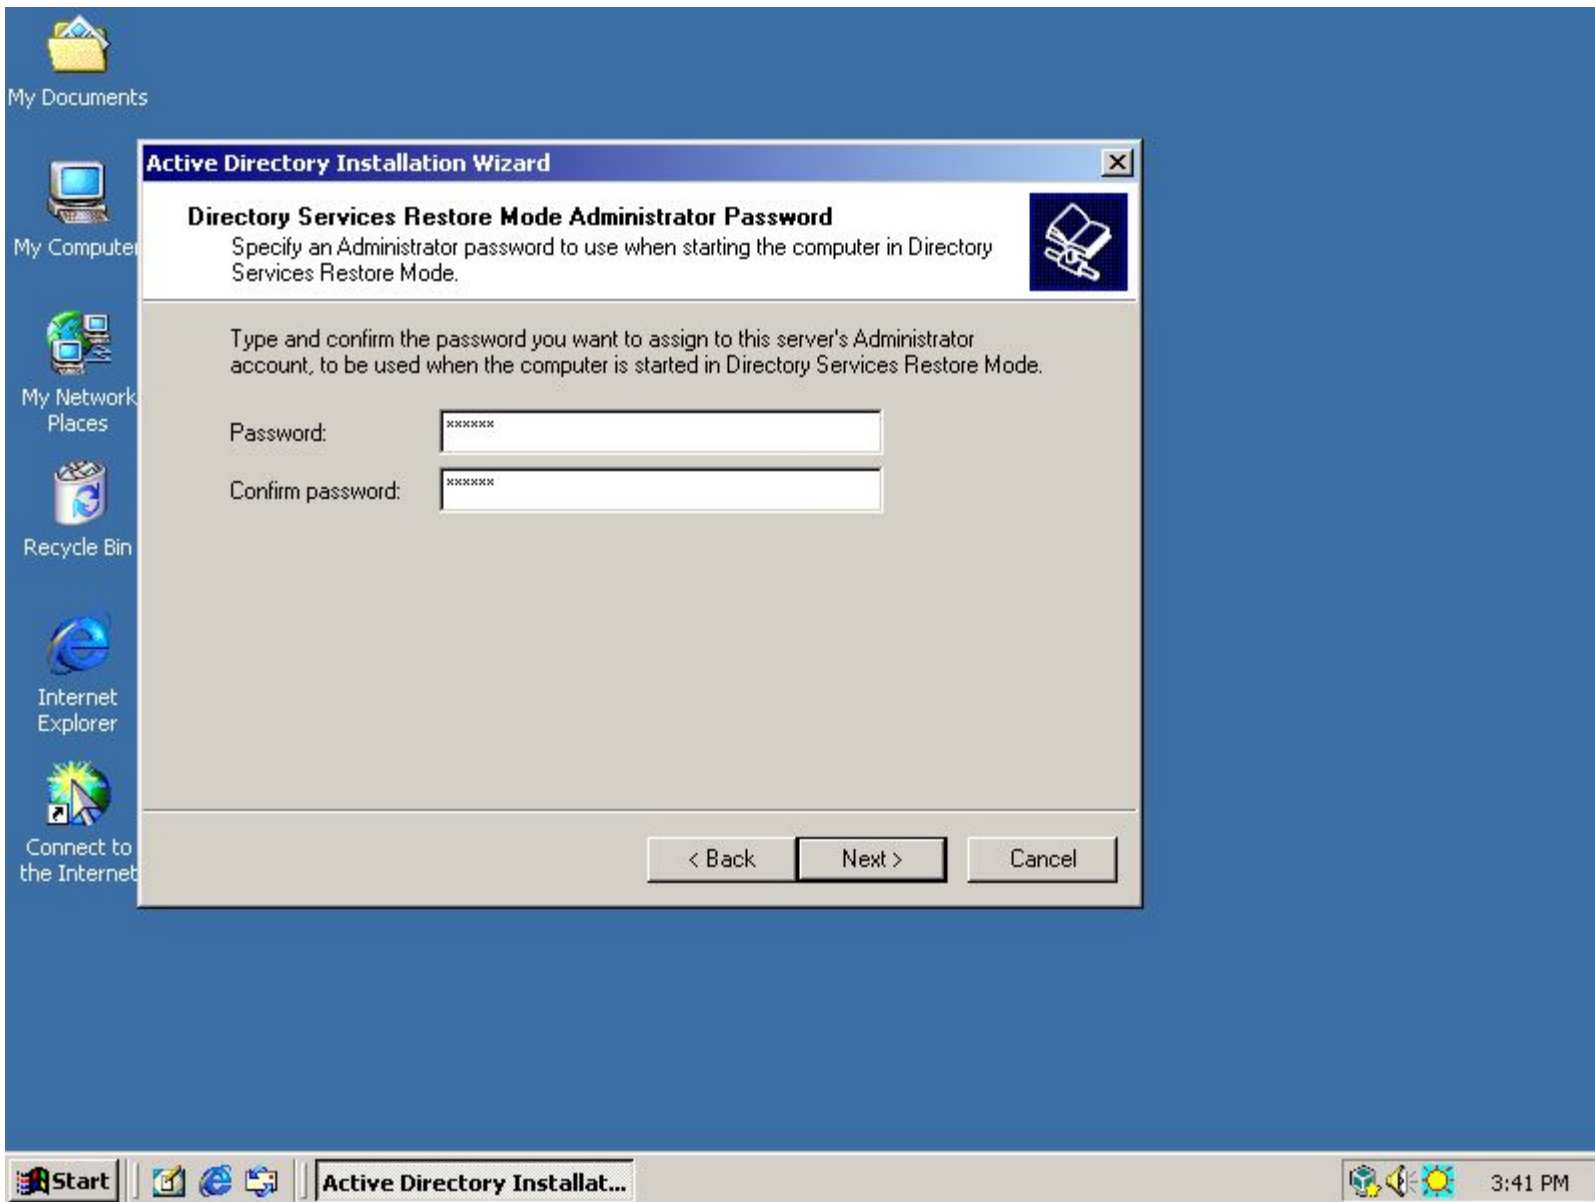 My Documents
My Computer
My Network
Places
Recycle Bin
Internet
Explorer
Connect to
the Internet
Active Directory Installation Wizard
Directory Services Restore Mode Administrator Password
Specify an Administrator password to use when starting the computer in Directory
Services Restore Mode.
Type and confirm the password you want to assign to this server's Administrator
account, to be used when the computer is started in Directory Services Restore Mode.
Password:
******
Confirm password:
******
< Back
Next >
Cancel
Start
Active Directory Installat...
3:41 PM